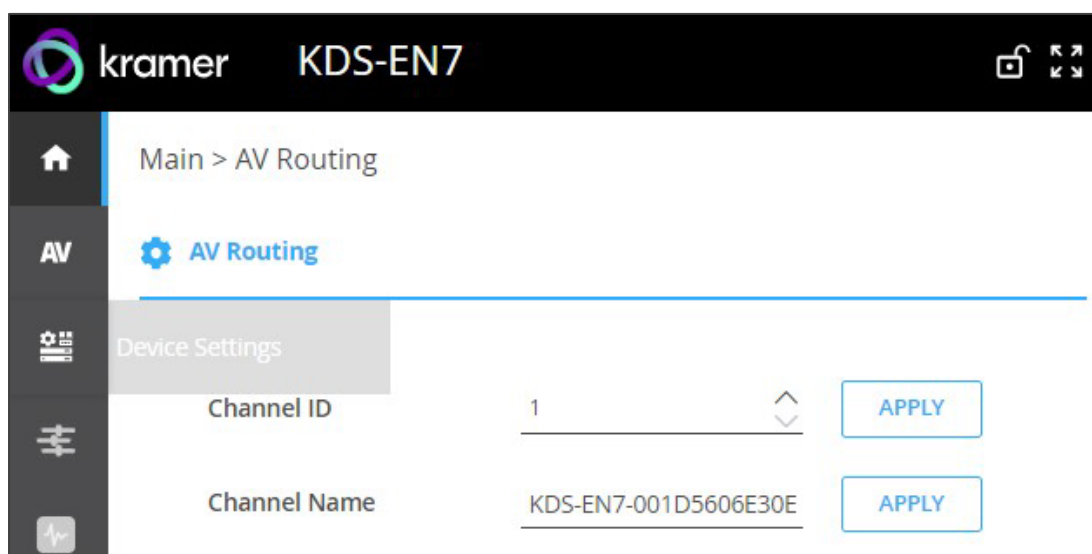 kramer KDS-EN7
Main > AV Routing
AV
AV Routing
Device Settings
Channel ID 1 APPLY
Channel Name KDS-EN7-001D5606E30E APPLY